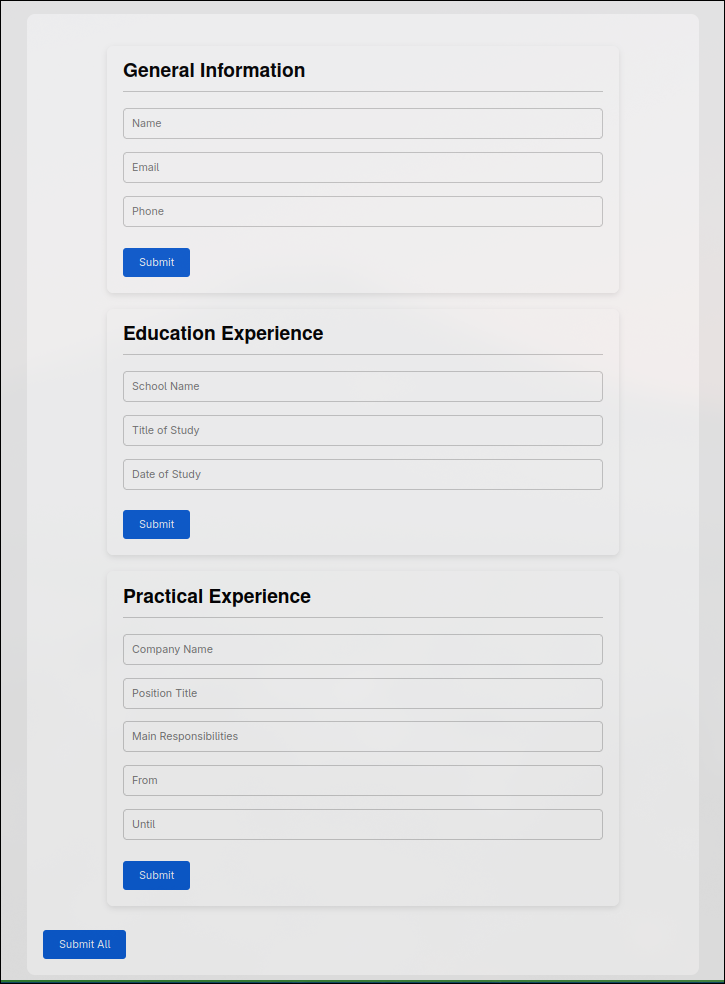 General Information
Name
Email
Phone
Submit
Education Experience
School Name
Title of Study
Date of Study
Submit
Practical Experience
Company Name
Position Title
Main Responsibilities
From
Until
Submit
Submit All